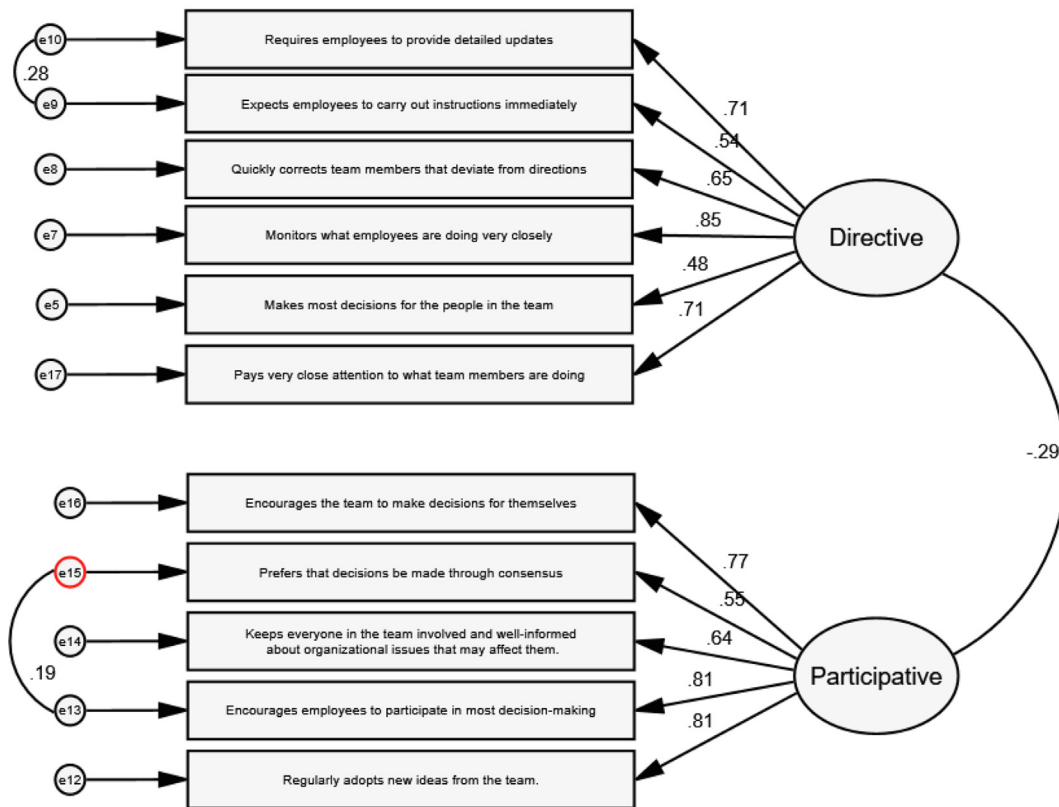 e10
Requires employees to provide detailed updates
.28
.71
e9
Expects employees to carry out instructions immediately
.54
e8
Quickly corrects team members that deviate from directions
.65
e7
Monitors what employees are doing very closely
.85
Directive
e5
Makes most decisions for the people in the team
.48
.71
e17
Pays very close attention to what team members are doing
-.29
e16
Encourages the team to make decisions for themselves
.77
e15
Prefers that decisions be made through consensus
.55
e14
Keeps everyone in the team involved and well-informed
about organizational issues that may affect them.
.64
.19
Participative
e13
Encourages employees to participate in most decision-making
.81
.81
e12
Regularly adopts new ideas from the team.